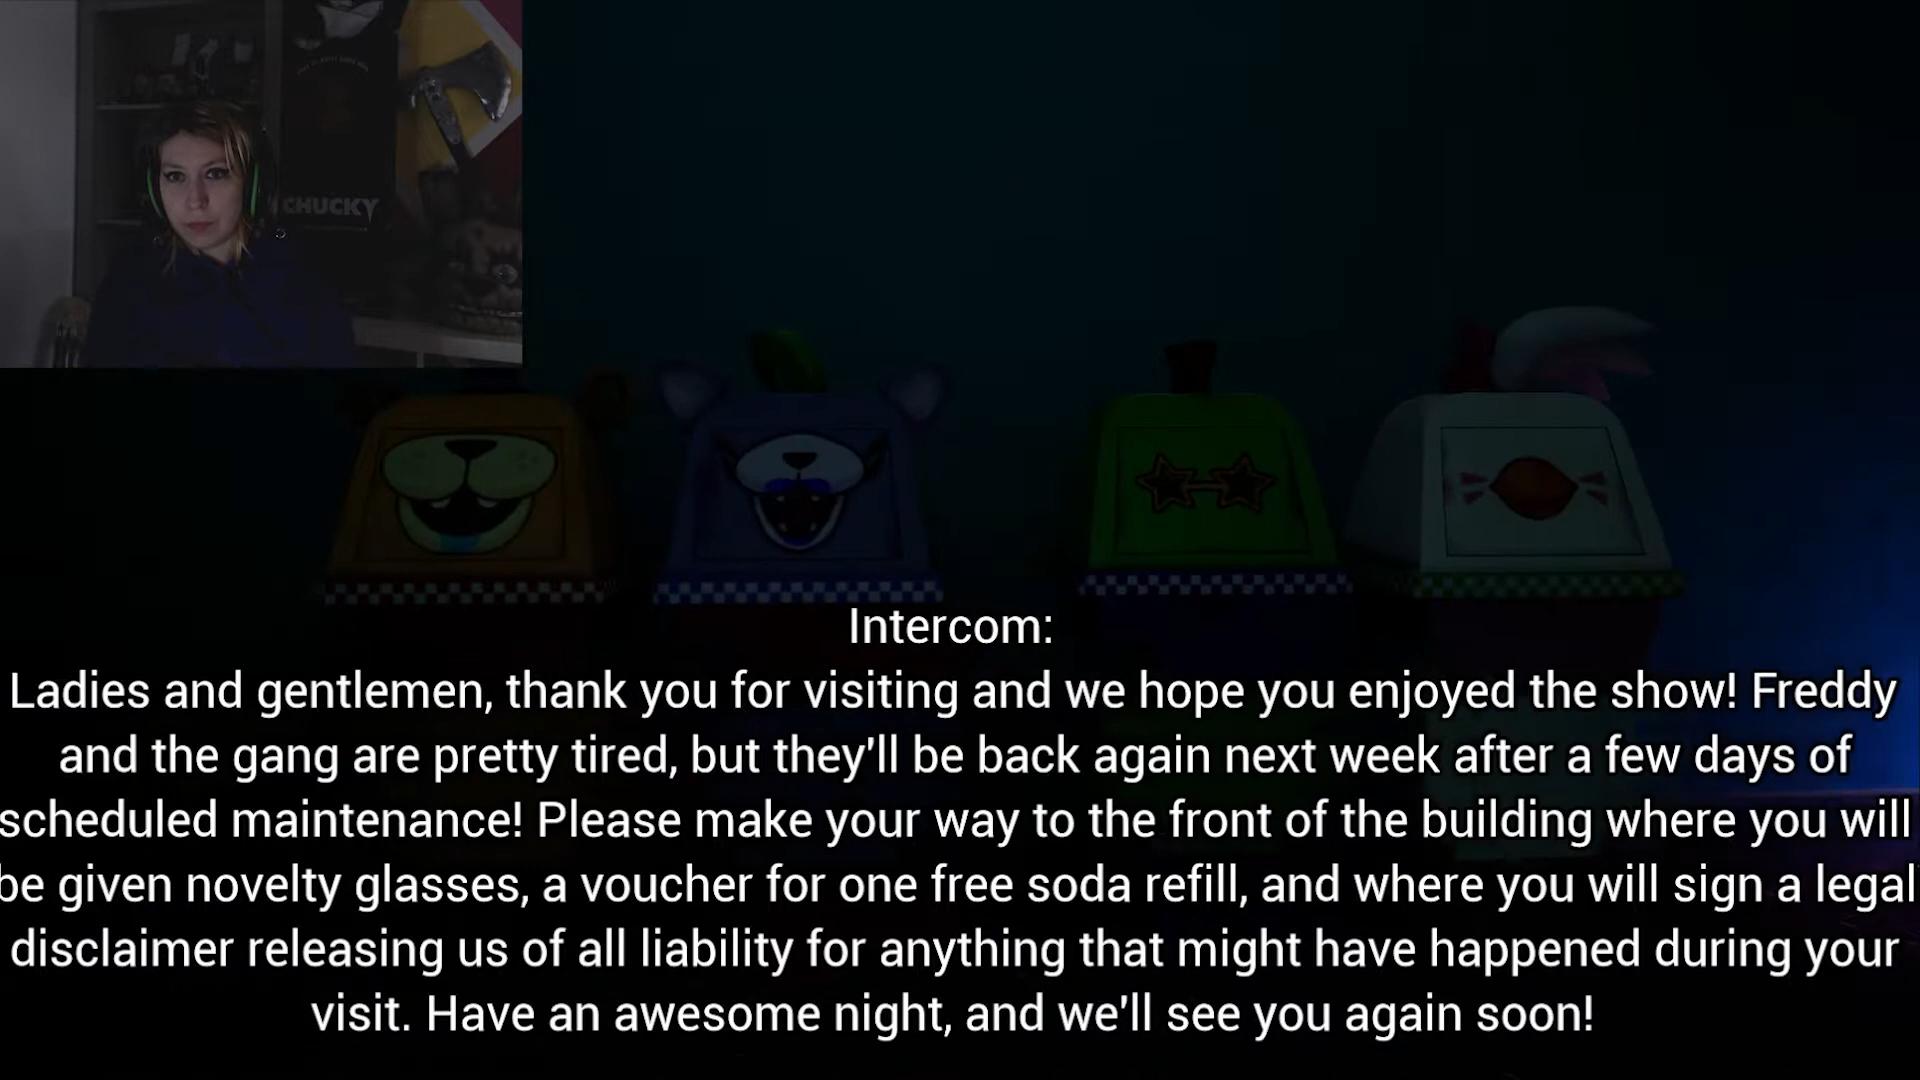 CHUCKY
Intercom:
Ladies and gentlemen, thank you for visiting and we hope you enjoyed the show! Freddy
and the gang are pretty tired, but they'll be back again next week after a few days of
scheduled maintenance! Please make your way to the front of the building where you will
be given novelty glasses, a voucher for one free soda refill, and where you will sign a legal
disclaimer releasing us of all liability for anything that might have happened during your
visit. Have an awesome night, and we'll see you again soon!